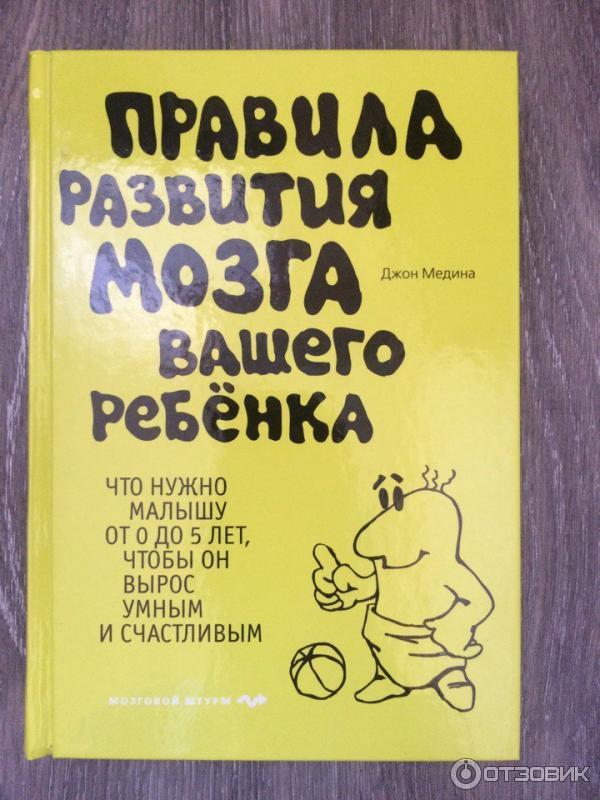 ПРАВИЛА
РАЗВИТИЯ
МОЗГА
Джон Медина
ВАШЕГО
РЕБЁНКА
ЧТО НУЖНО
МАЛЫШУ
ОТ 0 ДО 5 ЛЕТ,
ЧТОБЫ ОН
ВЫРОС
УМНЫМ
И СЧАСТЛИВЫМ
МОЗГОВОЙ ШТУРМ
ОТЗОВИК